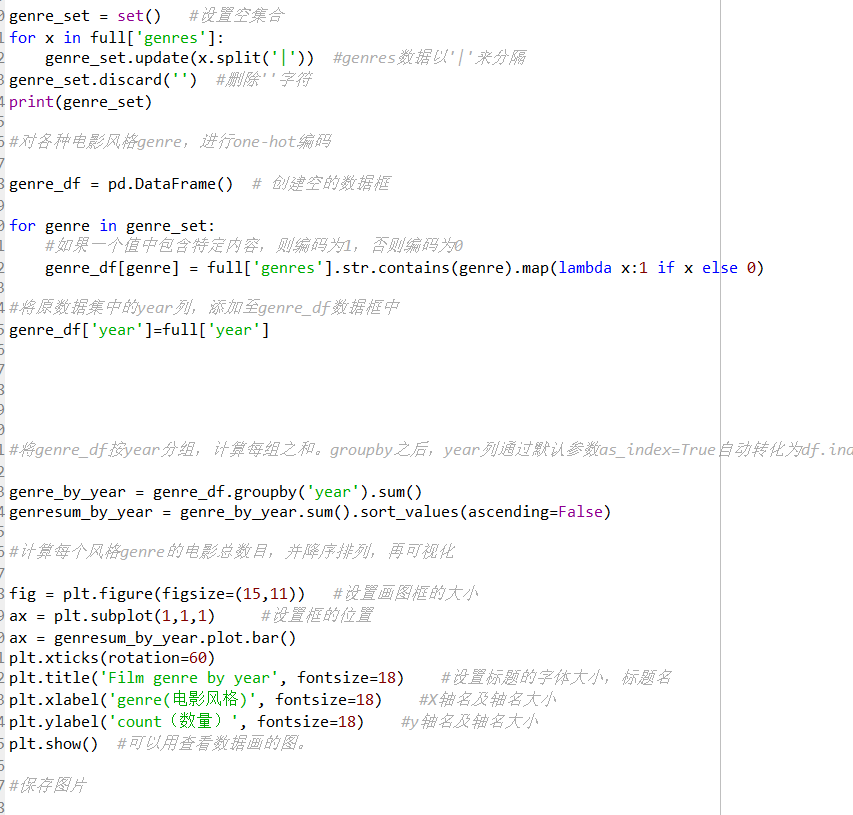 genre_set = set()   #设置空集合
for x in full['genres']:
    genre_set.update(x.split('|'))  #genres数据以'|'来分隔
genre_set.discard('')  #删除''字符
print(genre_set)
#对各种电影风格genre，进行one-hot编码
genre_df = pd.DataFrame()  # 创建空的数据框
for genre in genre_set:
    #如果一个值中包含特定内容，则编码为1，否则编码为0
    genre_df[genre] = full['genres'].str.contains(genre).map(lambda x:1 if x else 0)
#将原数据集中的year列，添加至genre_df数据框中
genre_df['year']=full['year']
#将genre_df按year分组，计算每组之和。groupby之后，year列通过默认参数as_index=True自动转化为df.ind
genre_by_year = genre_df.groupby('year').sum()
genresum_by_year = genre_by_year.sum().sort_values(ascending=False)
#计算每个风格genre的电影总数目，并降序排列，再可视化
fig = plt.figure(figsize=(15,11))   #设置画图框的大小
ax = plt.subplot(1,1,1)     #设置框的位置
ax = genresum_by_year.plot.bar()
plt.xticks(rotation=60)
plt.title('Film genre by year', fontsize=18)    #设置标题的字体大小，标题名
plt.xlabel('genre(电影风格)', fontsize=18)    #X轴名及轴名大小
plt.ylabel('count（数量）', fontsize=18)    #y轴名及轴名大小
plt.show()  #可以用查看数据画的图。
#保存图片